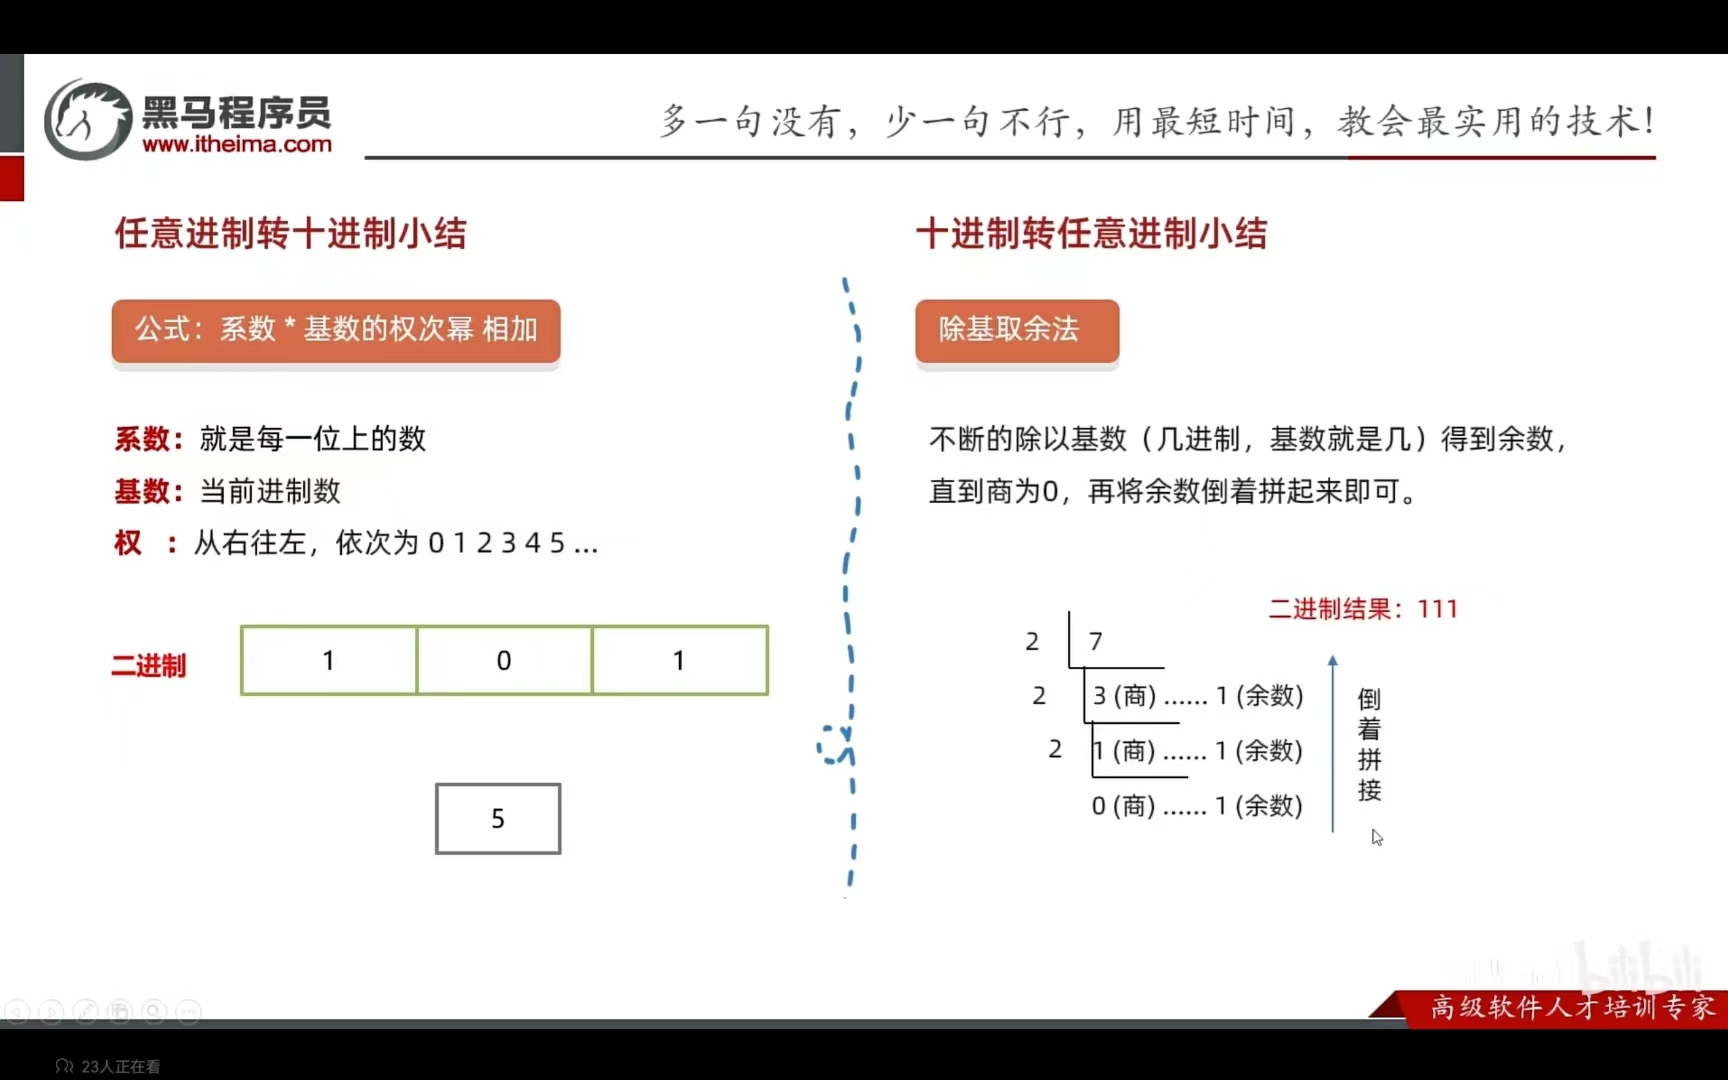 黑马程序员
www.itheima.com
多一句没有，少一句不行，用最短时间，教会最实用的技术！
任意进制转十进制小结
公式：系数 * 基数的权次幂 相加
系数：就是每一位上的数
基数：当前进制数
权 ：从右往左，依次为 0 1 2 3 4 5 ...
二进制
1 0 1
5
十进制转任意进制小结
除基取余法
不断的除以基数（几进制，基数就是几）得到余数，
直到商为0，再将余数倒着拼起来即可。
二进制结果：111
2 7
2 3 (商) ...... 1 (余数)
2 1 (商) ...... 1 (余数)
0 (商) ...... 1 (余数)
倒着拼接
bilibili
高级软件人才培训专家
23人正在看